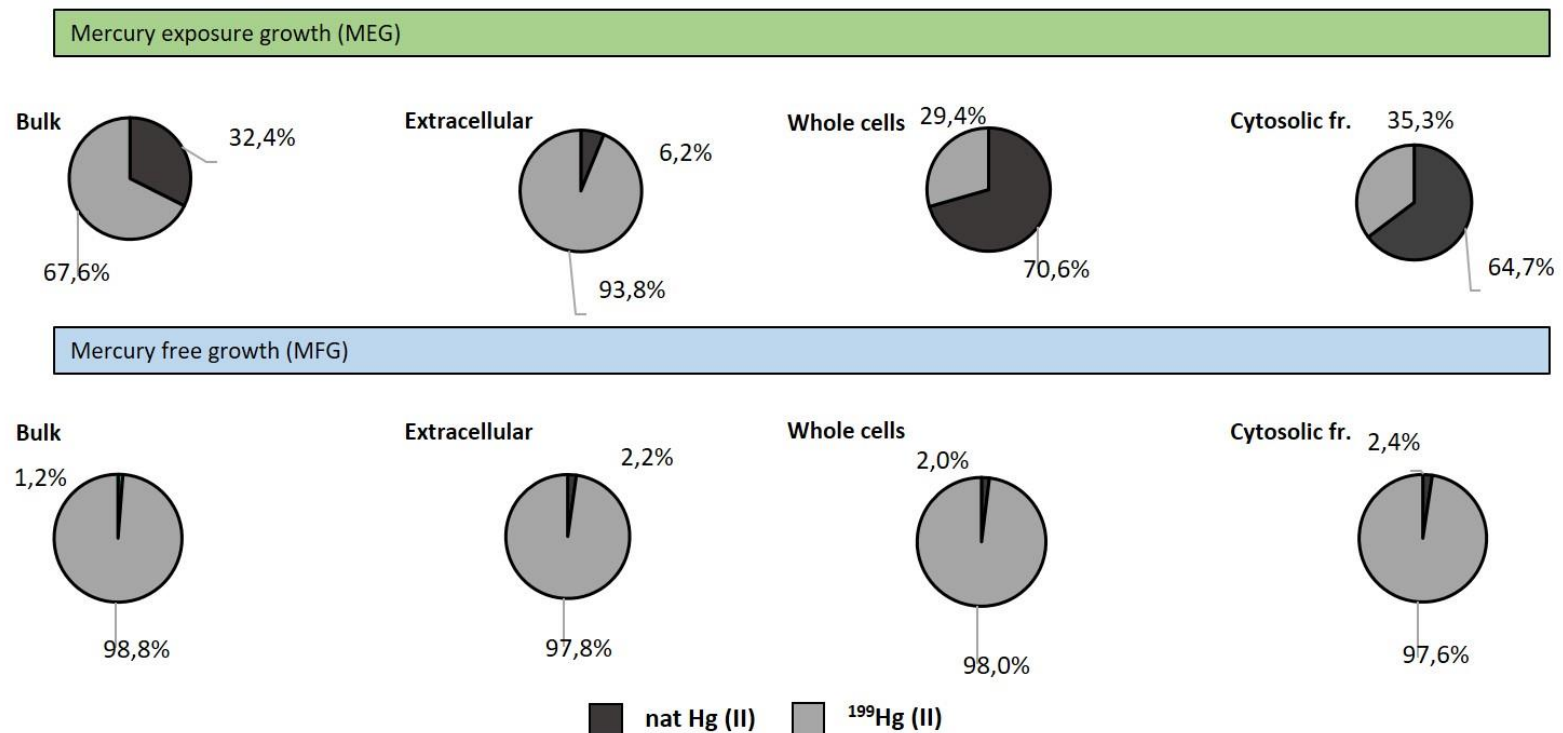 Mercury exposure growth (MEG)
Bulk
32,4%
67,6%
Extracellular
6,2%
93,8%
Whole cells
29,4%
70,6%
Cytosolic fr.
35,3%
64,7%
Mercury free growth (MFG)
Bulk
1,2%
98,8%
Extracellular
2,2%
97,8%
Whole cells
2,0%
98,0%
Cytosolic fr.
2,4%
97,6%
nat Hg (II)
¹⁹⁹Hg (II)